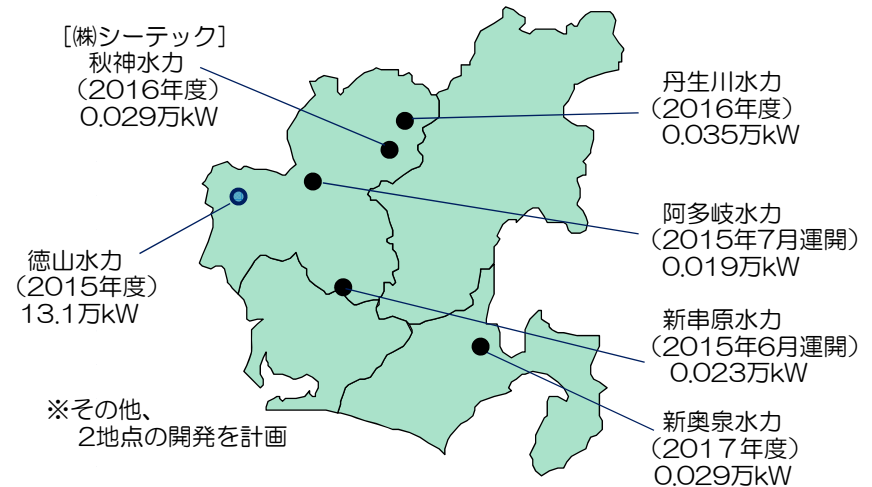 ［㈱シーテック］
秋神水力
（2016年度）
0.029万kW
丹生川水力
（2016年度）
0.035万kW
阿多岐水力
（2015年7月運開）
0.019万kW
徳山水力
（2015年度）
13.1万kW
新串原水力
（2015年6月運開）
0.023万kW
新奥泉水力
（2017年度）
0.029万kW
※その他、
2地点の開発を計画